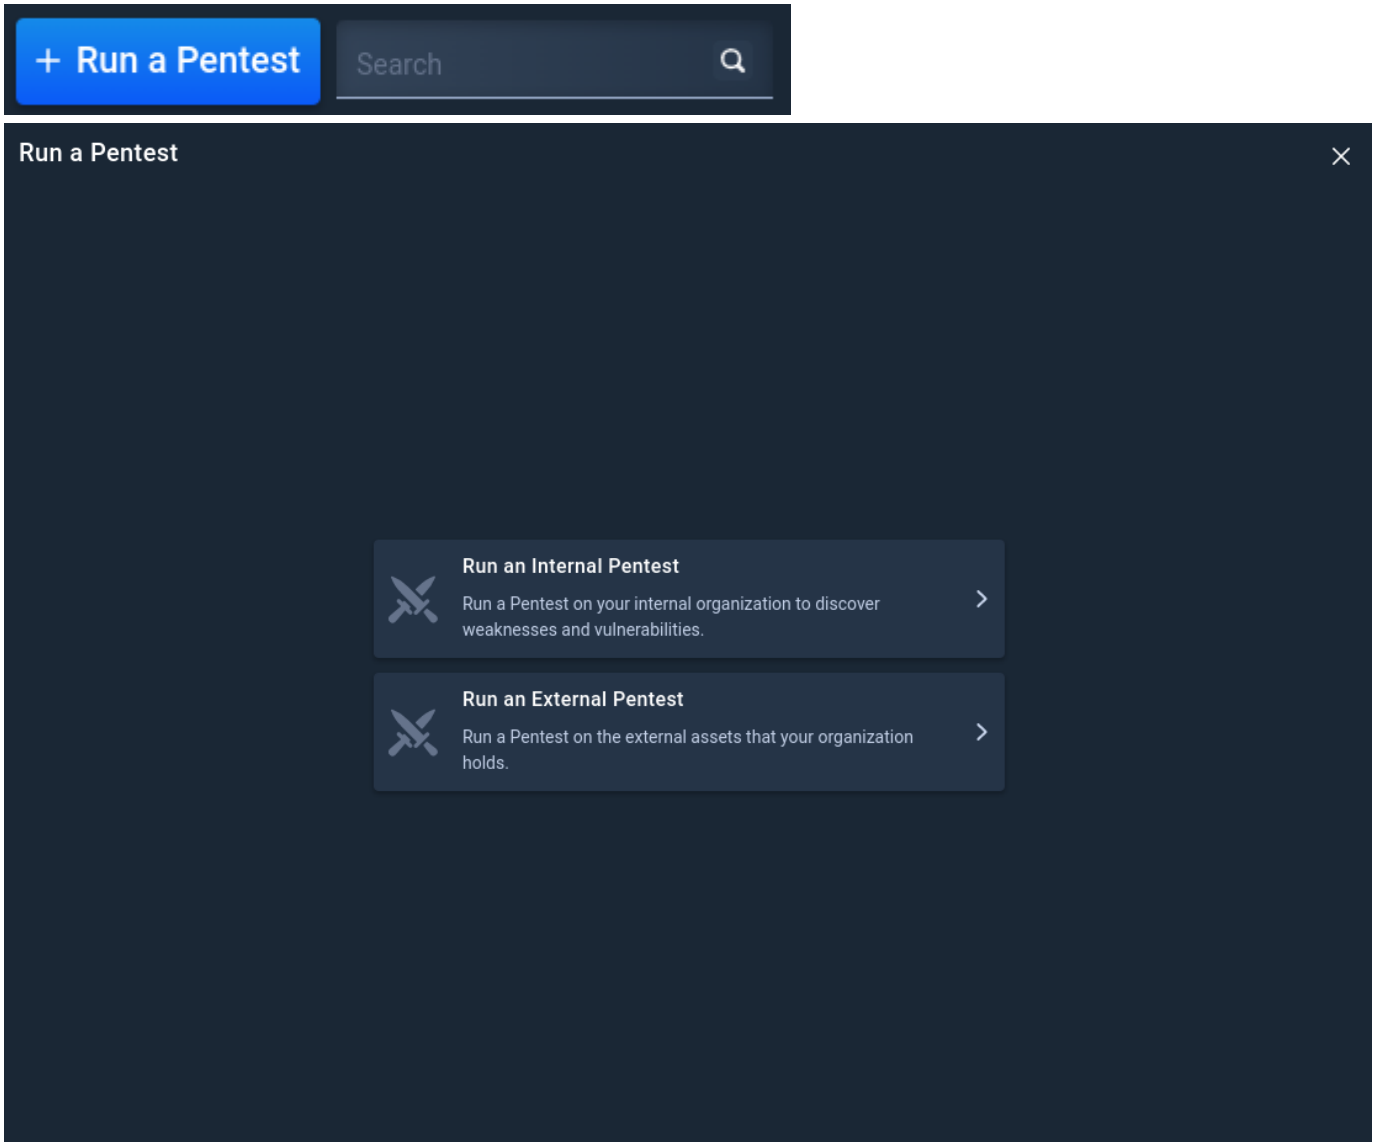 + Run a Pentest
Search
Run a Pentest
Run an Internal Pentest
Run a Pentest on your internal organization to discover
weaknesses and vulnerabilities.
Run an External Pentest
Run a Pentest on the external assets that your organization
holds.